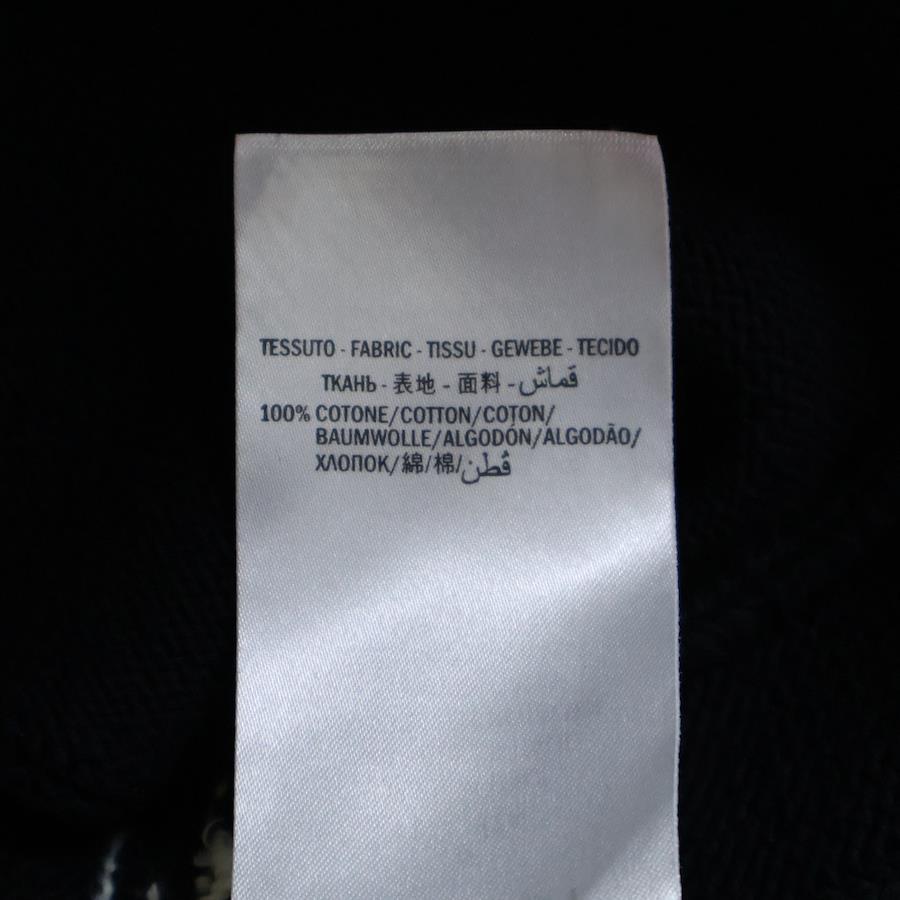 TESSUTO - FABRIC - TISSU - GEWEBE - TECIDO
ТКАНЬ - 表地 - 面料 - قماش
100% COTONE/COTTON/COTON/
BAUMWOLLE/ALGODÓN/ALGODÃO/
ХЛОПОК/綿/棉/قطن